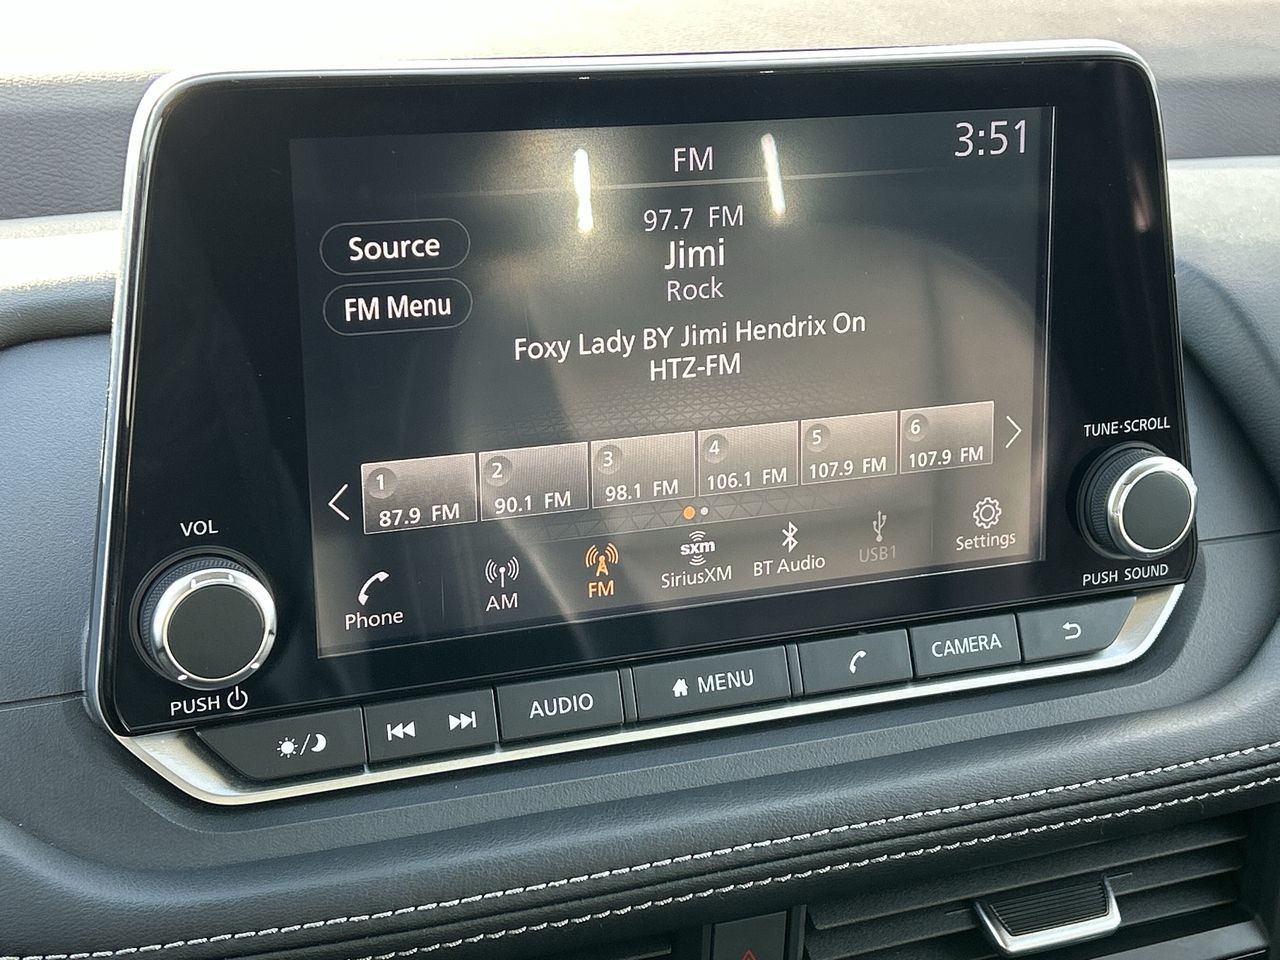 FM
3:51
Source
FM Menu
97.7 FM
Jimi
Rock
Foxy Lady BY Jimi Hendrix On
HTZ-FM
1
87.9 FM
2
90.1 FM
3
98.1 FM
4
106.1 FM
5
107.9 FM
6
107.9 FM
Phone
AM
FM
sxm
SiriusXM
BT Audio
USB1
Settings
VOL
PUSH
TUNE·SCROLL
PUSH SOUND
AUDIO
MENU
CAMERA